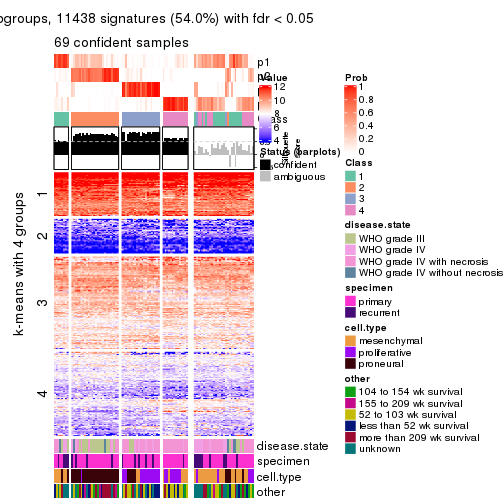 ogroups, 11438 signatures (54.0%) with fdr < 0.05
69 confident samples
p1
Value
12
10
8
6
4
Status (barplots)
confident
ambiguous
Silhouette
score
k-means with 4 groups
1
2
3
4
disease.state
specimen
cell.type
other
Prob
1
0.8
0.6
0.4
0.2
0
Class
1
2
3
4
disease.state
WHO grade III
WHO grade IV
WHO grade IV with necrosis
WHO grade IV without necrosis
specimen
primary
recurrent
cell.type
mesenchymal
proliferative
proneural
other
104 to 154 wk survival
155 to 209 wk survival
52 to 103 wk survival
less than 52 wk survival
more than 209 wk survival
unknown